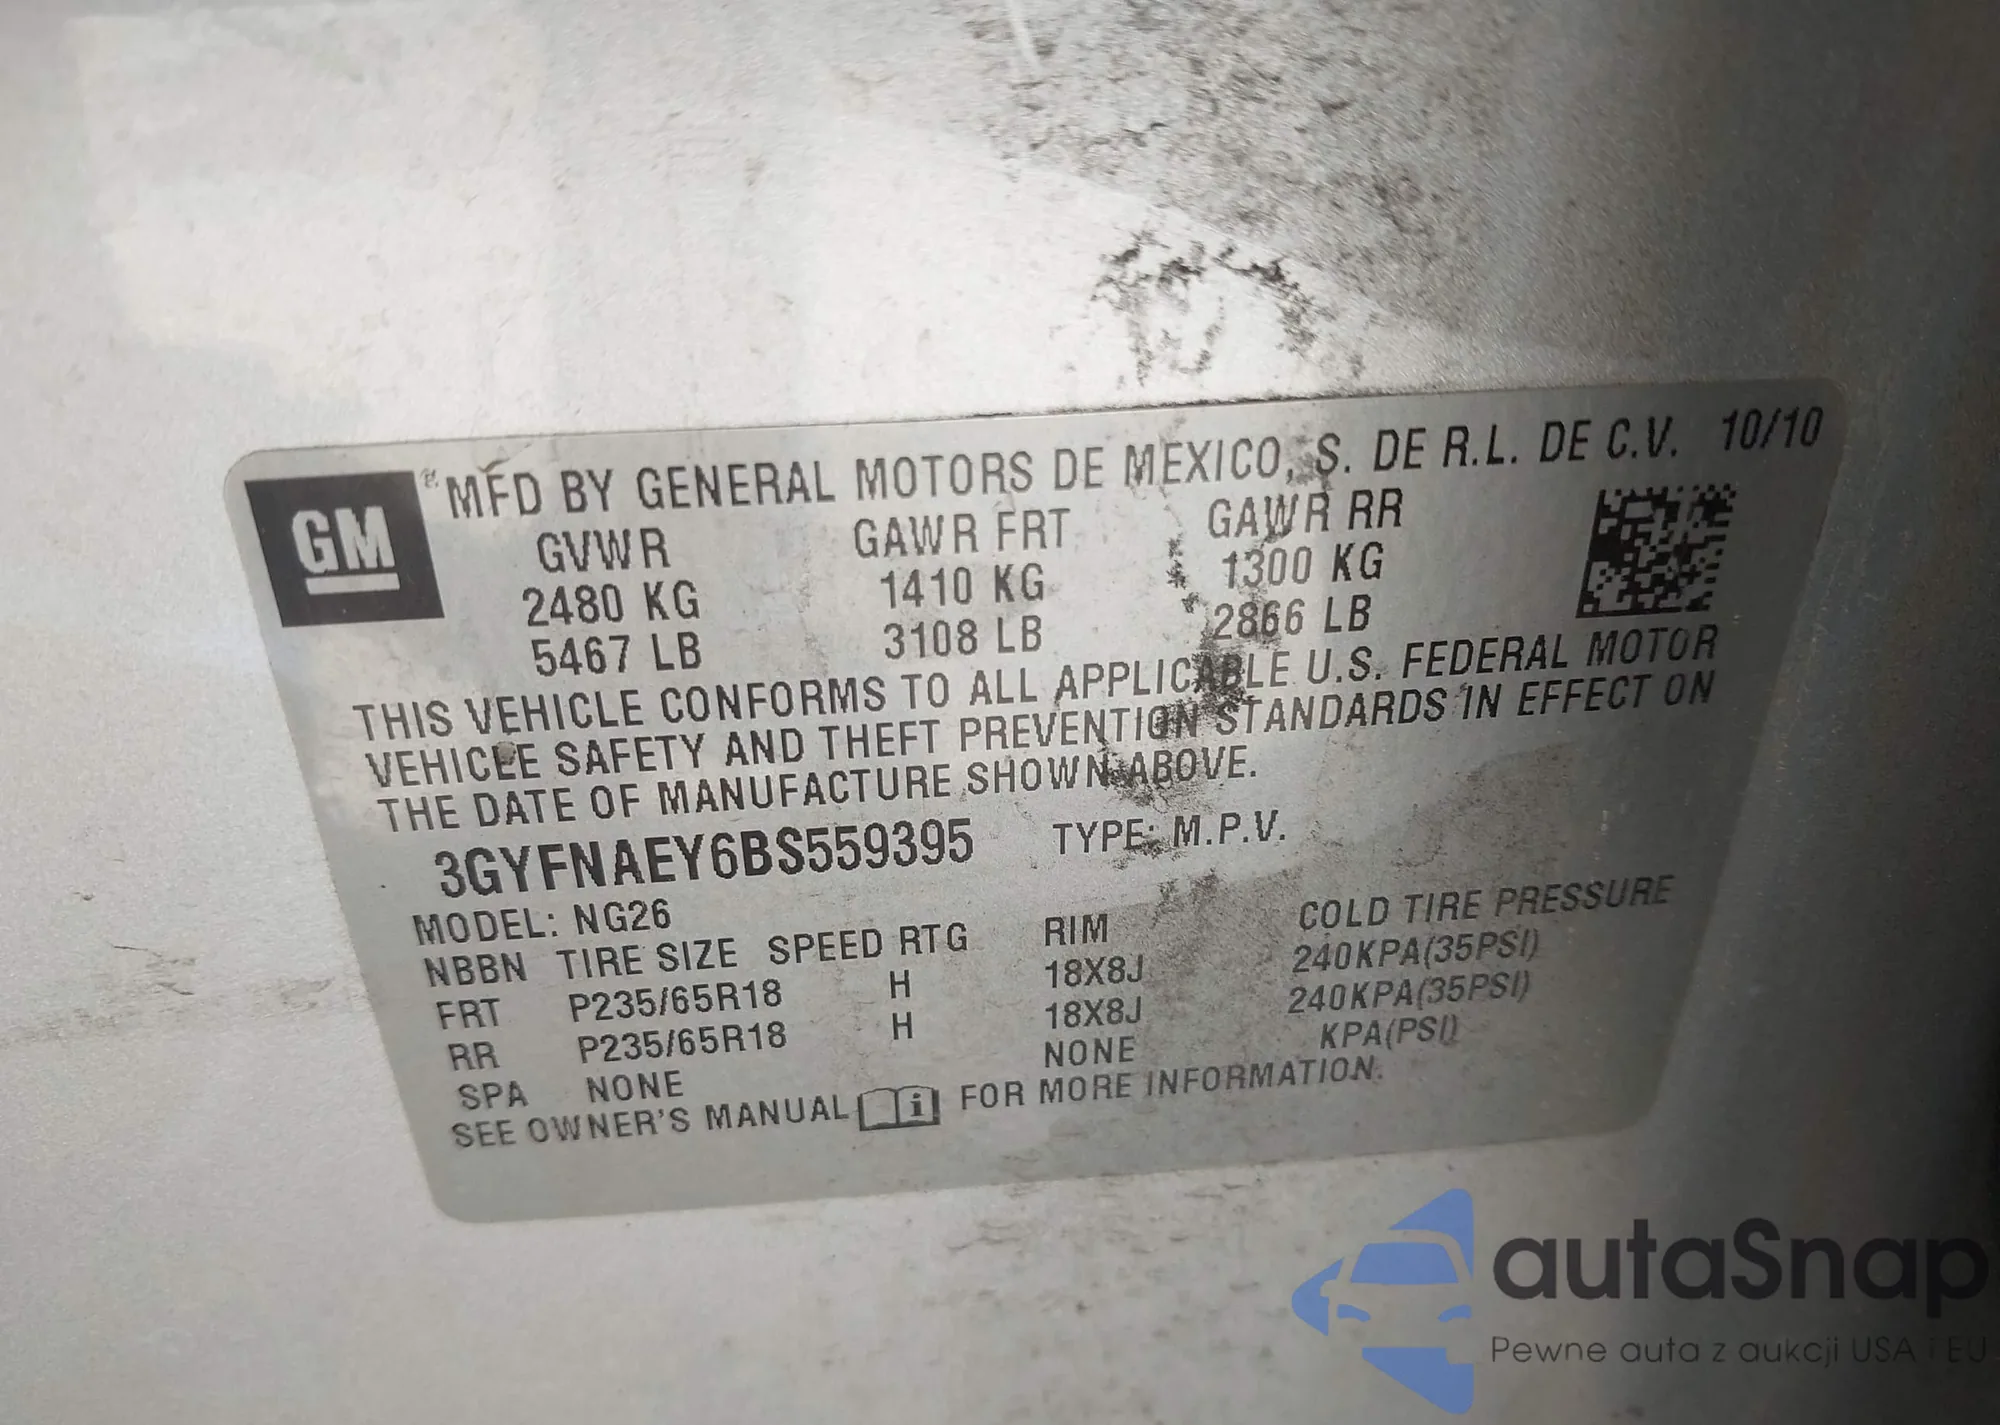 GM
MFD BY GENERAL MOTORS DE MEXICO, S. DE R.L. DE C.V. 10/10
GVWR GAWR FRT GAWR RR
2480 KG 1410 KG 1300 KG
5467 LB 3108 LB 2866 LB
THIS VEHICLE CONFORMS TO ALL APPLICABLE U.S. FEDERAL MOTOR
VEHICLE SAFETY AND THEFT PREVENTION STANDARDS IN EFFECT ON
THE DATE OF MANUFACTURE SHOWN ABOVE.
3GYFNAEY6BS559395 TYPE: M.P.V.
MODEL: NG26
NBBN TIRE SIZE SPEED RTG RIM COLD TIRE PRESSURE
FRT P235/65R18 H 18X8J 240KPA(35PSI)
RR P235/65R18 H 18X8J 240KPA(35PSI)
SPA NONE NONE KPA(PSI)
SEE OWNER'S MANUAL i FOR MORE INFORMATION.
autaSnap
Pewne auta z aukcji USA i EU